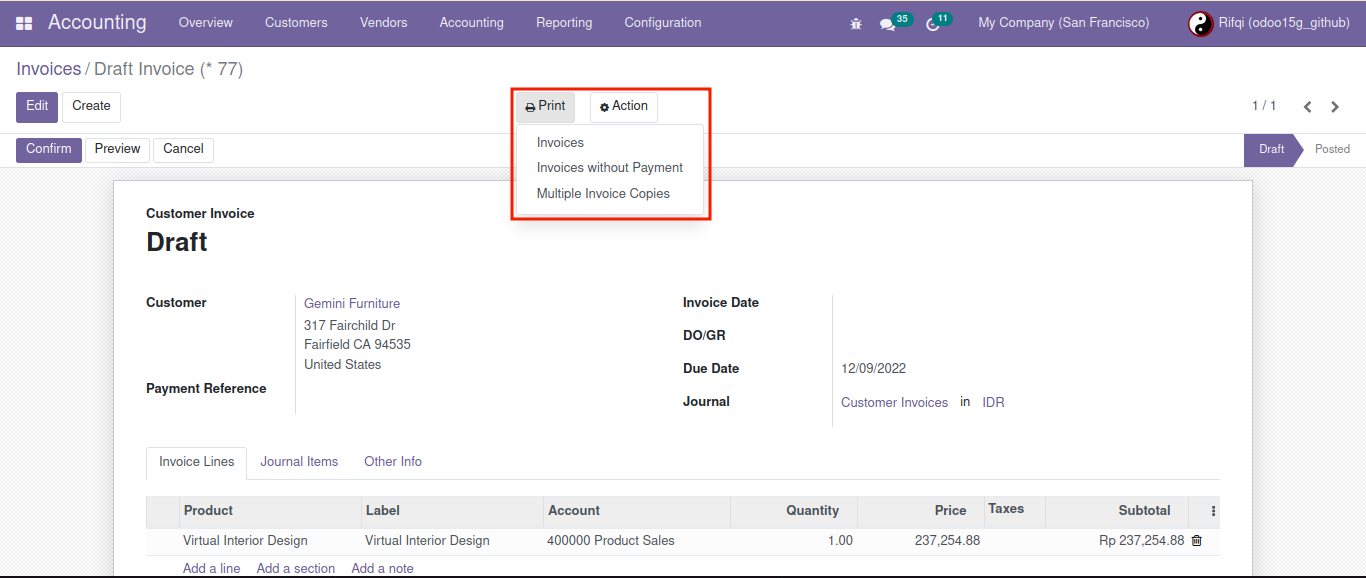 Accounting Overview Customers Vendors Accounting Reporting Configuration 35 11 My Company (San Francisco) Rifqi (odoo15g_github)
Invoices / Draft Invoice (* 77)
Edit Create Print Action 1 / 1
Invoices
Invoices without Payment
Multiple Invoice Copies
Confirm Preview Cancel Draft Posted
Customer Invoice
Draft
Customer Gemini Furniture
317 Fairchild Dr
Fairfield CA 94535
United States
Payment Reference
Invoice Date
DO/GR
Due Date 12/09/2022
Journal Customer Invoices in IDR
Invoice Lines Journal Items Other Info
Product Label Account Quantity Price Taxes Subtotal
Virtual Interior Design Virtual Interior Design 400000 Product Sales 1.00 237,254.88 Rp 237,254.88
Add a line Add a section Add a note